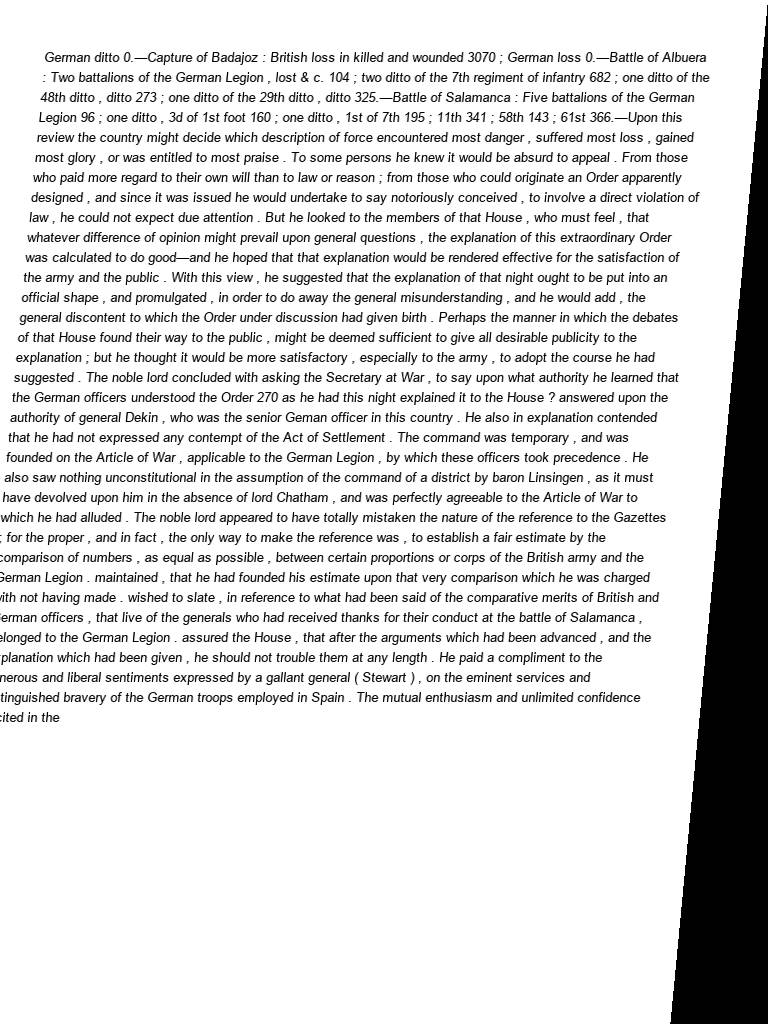 German ditto 0.—Capture of Badajoz : British loss in killed and wounded 3070 ; German loss 0.—Battle of Albuera
: Two battalions of the German Legion , lost & c. 104 ; two ditto of the 7th regiment of infantry 682 ; one ditto of the
48th ditto , ditto 273 ; one ditto of the 29th ditto , ditto 325.—Battle of Salamanca : Five battalions of the German
Legion 96 ; one ditto , 3d of 1st foot 160 ; one ditto , 1st of 7th 195 ; 11th 341 ; 58th 143 ; 61st 366.—Upon this
review the country might decide which description of force encountered most danger , suffered most loss , gained
most glory , or was entitled to most praise . To some persons he knew it would be absurd to appeal . From those
who paid more regard to their own will than to law or reason ; from those who could originate an Order apparently
designed , and since it was issued he would undertake to say notoriously conceived , to involve a direct violation of
law , he could not expect due attention . But he looked to the members of that House , who must feel , that
whatever difference of opinion might prevail upon general questions , the explanation of this extraordinary Order
was calculated to do good—and he hoped that that explanation would be rendered effective for the satisfaction of
the army and the public . With this view , he suggested that the explanation of that night ought to be put into an
official shape , and promulgated , in order to do away the general misunderstanding , and he would add , the
general discontent to which the Order under discussion had given birth . Perhaps the manner in which the debates
of that House found their way to the public , might be deemed sufficient to give all desirable publicity to the
explanation ; but he thought it would be more satisfactory , especially to the army , to adopt the course he had
suggested . The noble lord concluded with asking the Secretary at War , to say upon what authority he learned that
the German officers understood the Order 270 as he had this night explained it to the House ? answered upon the
authority of general Dekin , who was the senior Geman officer in this country . He also in explanation contended
that he had not expressed any contempt of the Act of Settlement . The command was temporary , and was
founded on the Article of War , applicable to the German Legion , by which these officers took precedence . He
also saw nothing unconstitutional in the assumption of the command of a district by baron Linsingen , as it must
have devolved upon him in the absence of lord Chatham , and was perfectly agreeable to the Article of War to
which he had alluded . The noble lord appeared to have totally mistaken the nature of the reference to the Gazettes
; for the proper , and in fact , the only way to make the reference was , to establish a fair estimate by the
comparison of numbers , as equal as possible , between certain proportions or corps of the British army and the
German Legion . maintained , that he had founded his estimate upon that very comparison which he was charged
with not having made . wished to slate , in reference to what had been said of the comparative merits of British and
German officers , that live of the generals who had received thanks for their conduct at the battle of Salamanca ,
elonged to the German Legion . assured the House , that after the arguments which had been advanced , and the
planation which had been given , he should not trouble them at any length . He paid a compliment to the
nerous and liberal sentiments expressed by a gallant general ( Stewart ) , on the eminent services and
tinguished bravery of the German troops employed in Spain . The mutual enthusiasm and unlimited confidence
cited in the